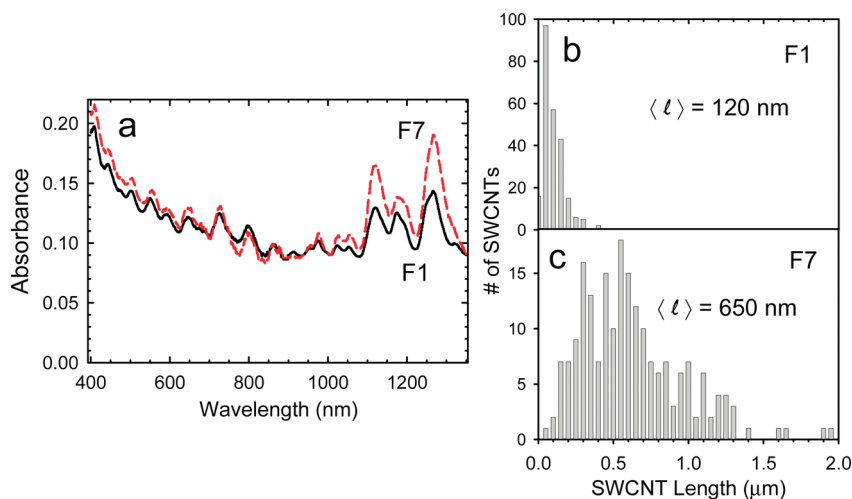 a
F7
F1
0.20
0.15
0.10
0.05
0.00
Absorbance
400 600 800 1000 1200
Wavelength (nm)
b
F1
⟨ℓ⟩ = 120 nm
100
80
60
40
20
0
# of SWCNTs
c
F7
⟨ℓ⟩ = 650 nm
15
10
5
0
0.0 0.5 1.0 1.5 2.0
SWCNT Length (μm)